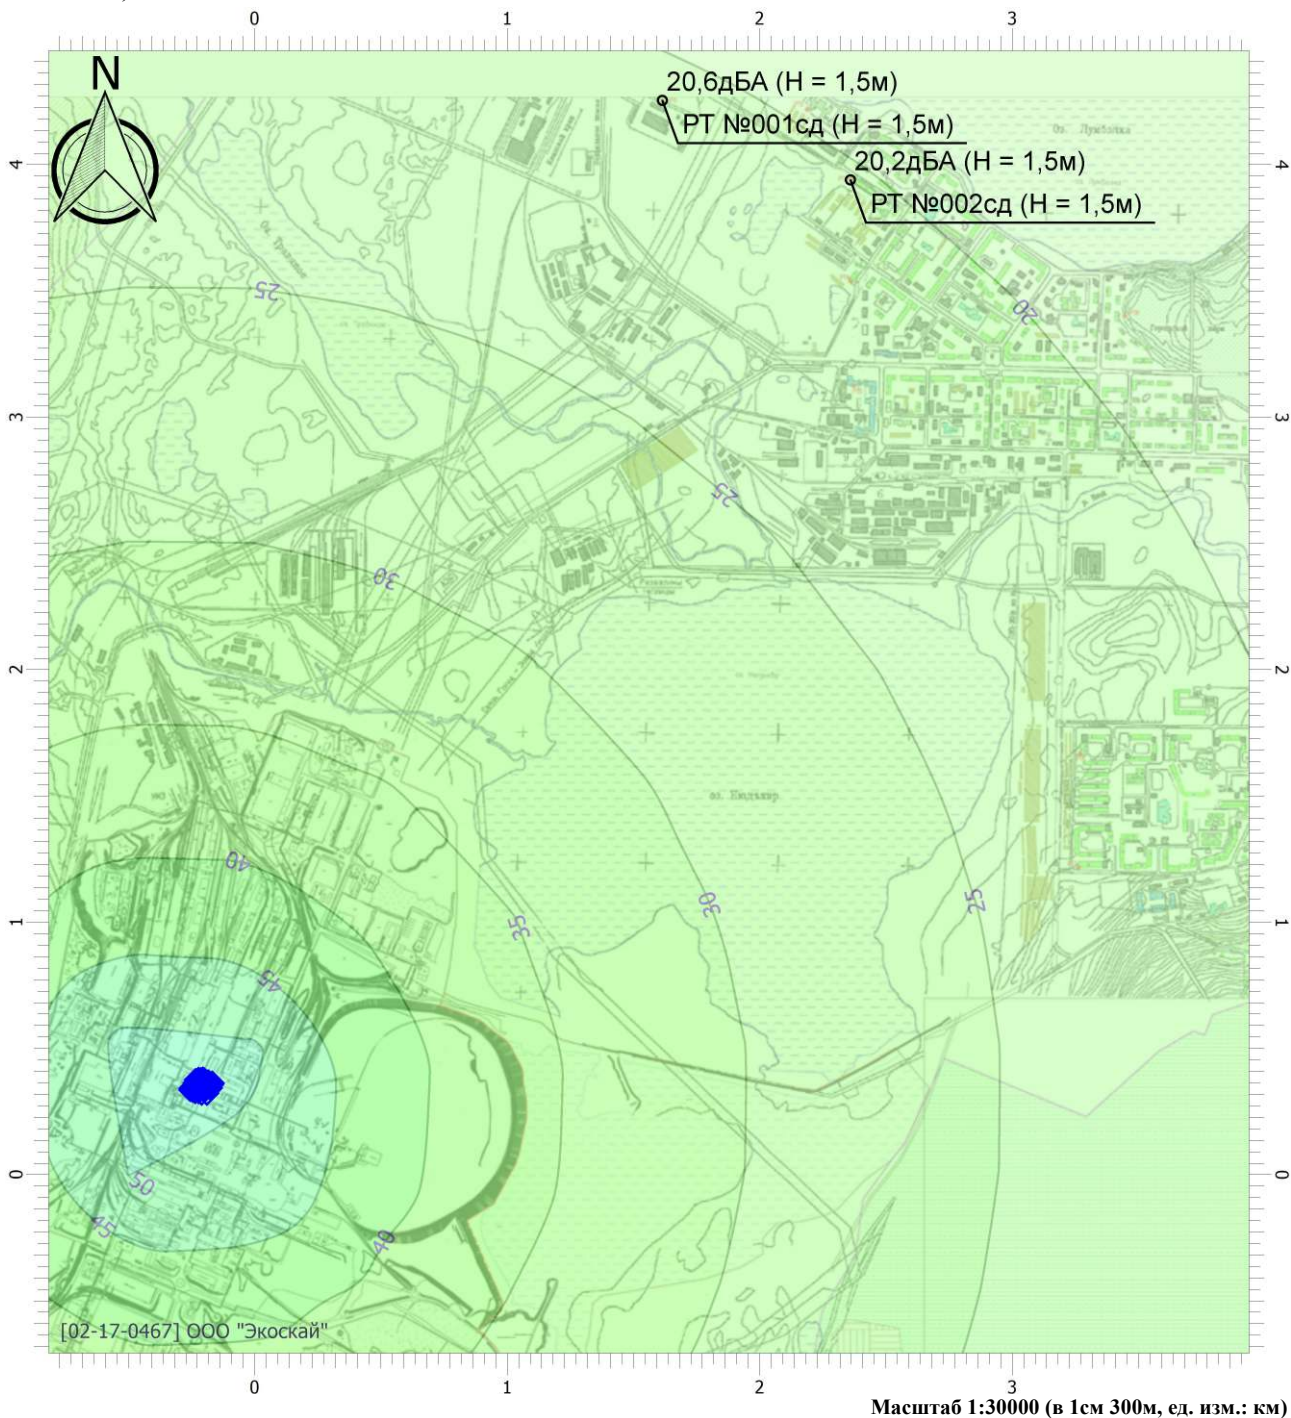 0 1 2 3
N
20,6дБА (Н = 1,5м)
РТ №001сд (Н = 1,5м)
Оз. Лумболка
4 4
20,2дБА (Н = 1,5м)
РТ №002сд (Н = 1,5м)
25
20
3 3
25
30
2 2
оз. Нюдъявр
40
35 30 25
1 1
45
0 0
50
45
40
[02-17-0467] ООО "Экоскай"
0 1 2 3
Масштаб 1:30000 (в 1см 300м, ед. изм.: км)